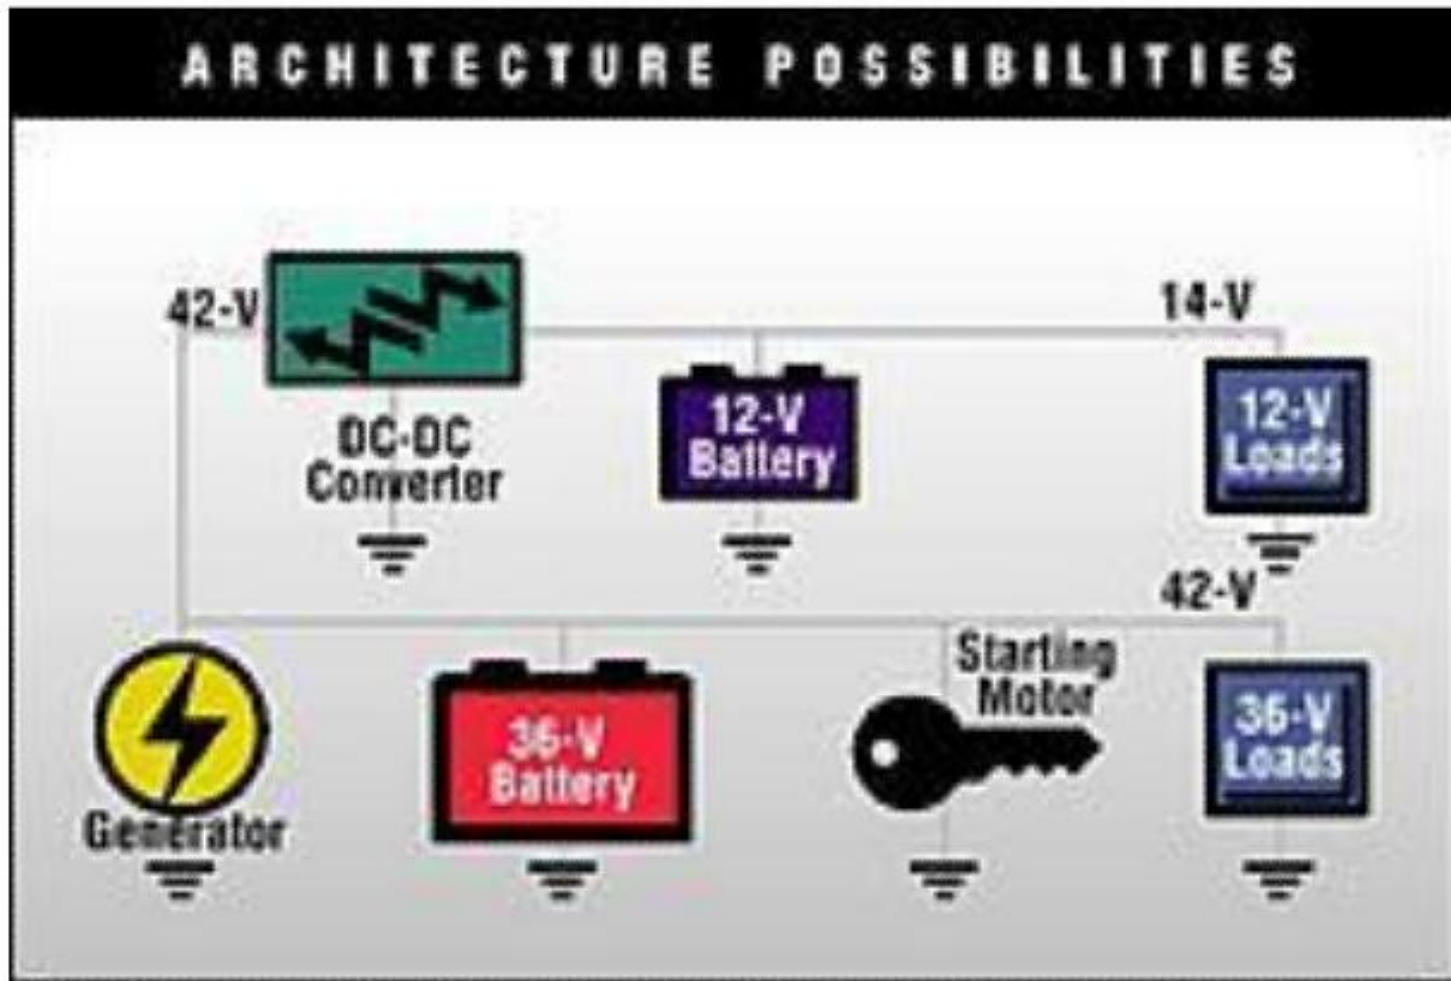 ARCHITECTURE POSSIBILITIES
42-V
14-V
DC-DC
Converter
12-V
Battery
12-V
Loads
42-V
Generator
36-V
Battery
Starting
Motor
36-V
Loads